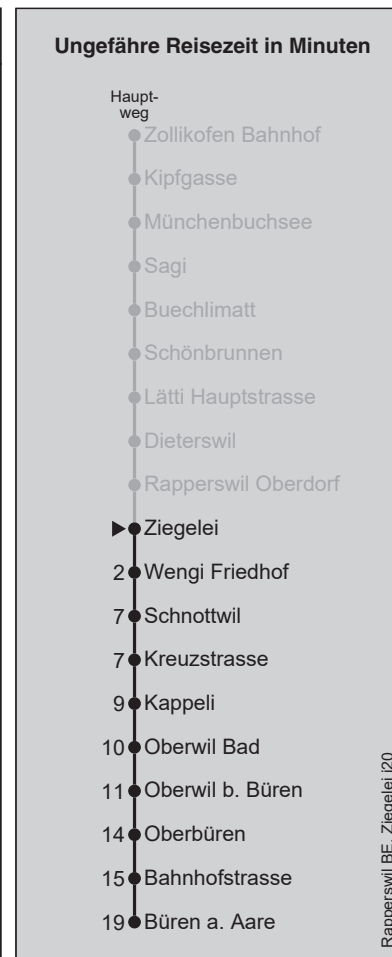 Ungefähre Reisezeit in Minuten
Haupt-
weg
Zollikofen Bahnhof
Kipfgasse
Münchenbuchsee
Sagi
Buechlimatt
Schönbrunnen
Lätti Hauptstrasse
Dieterswil
Rapperswil Oberdorf
Ziegelei
2 Wengi Friedhof
7 Schnottwil
7 Kreuzstrasse
9 Kappeli
10 Oberwil Bad
11 Oberwil b. Büren
14 Oberbüren
15 Bahnhofstrasse
19 Büren a. Aare
Rapperswil BE, Ziegelei j20